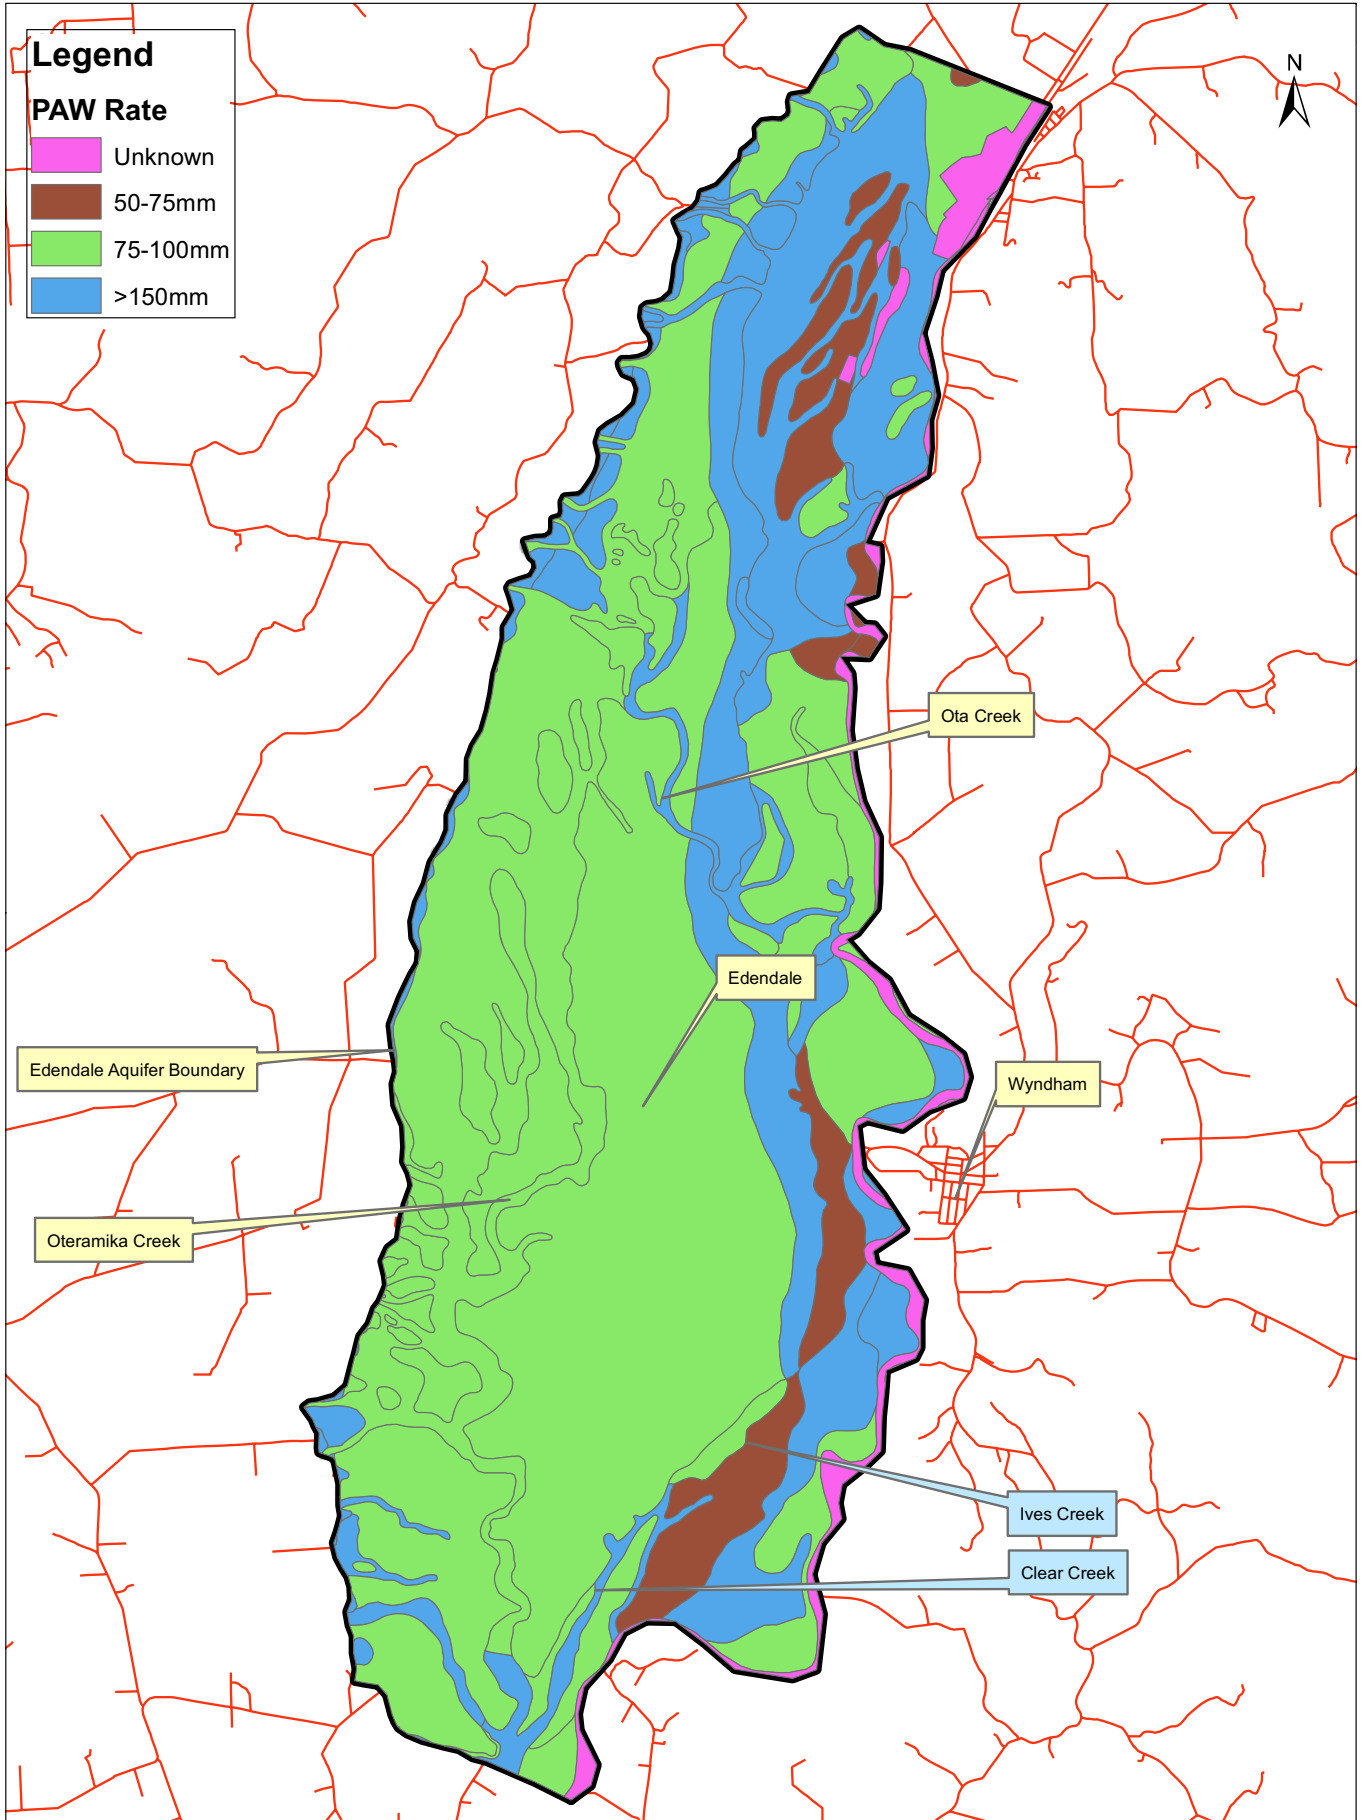 Legend
PAW Rate
Unknown
50-75mm
75-100mm
>150mm
N
Ota Creek
Edendale
Edendale Aquifer Boundary
Wyndham
Oteramika Creek
Ives Creek
Clear Creek